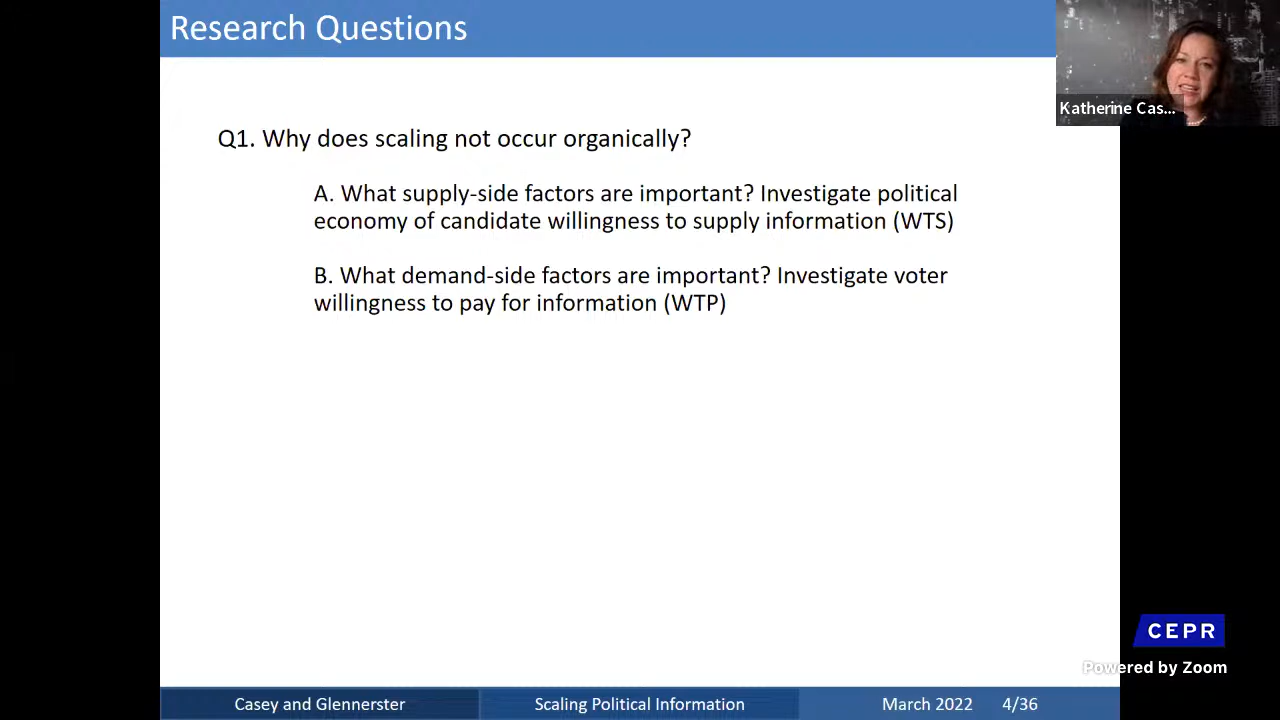 Research Questions
Katherine Cas...
Q1. Why does scaling not occur organically?
A. What supply-side factors are important? Investigate political
economy of candidate willingness to supply information (WTS)
B. What demand-side factors are important? Investigate voter
willingness to pay for information (WTP)
CEPR
Powered by Zoom
Casey and Glennerster
Scaling Political Information
March 2022
4/36